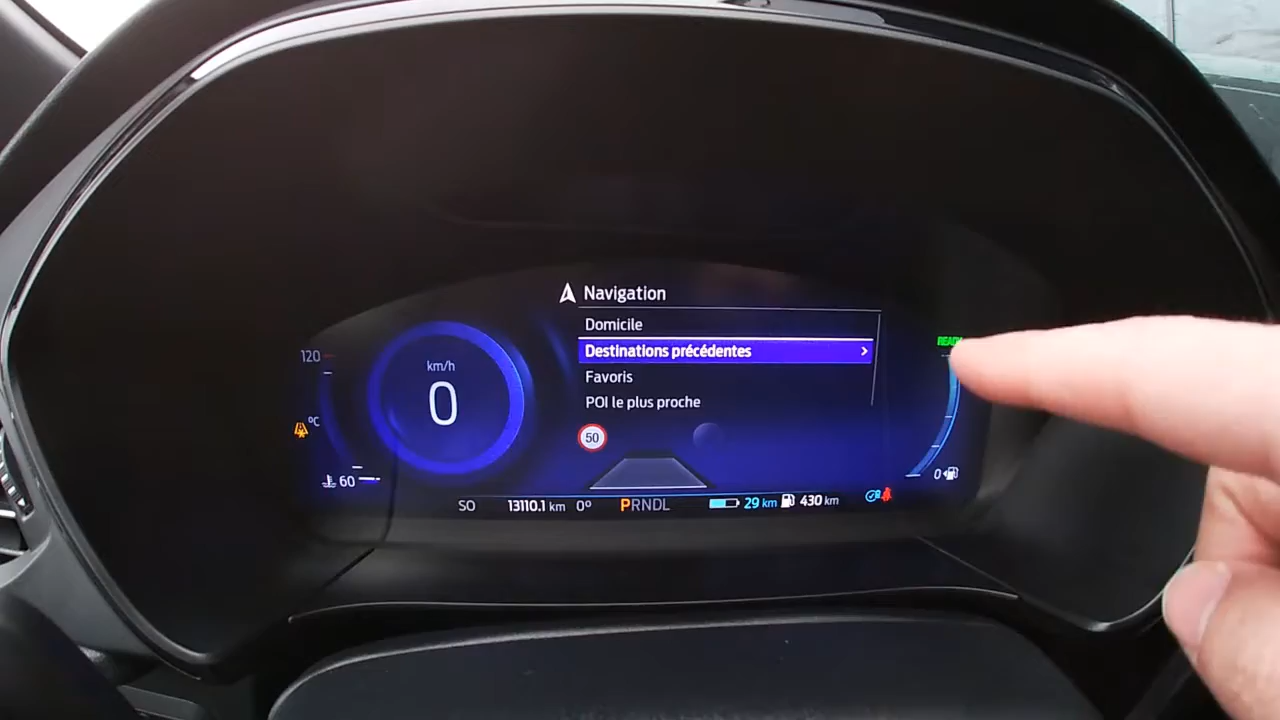 Navigation
Domicile
Destinations précédentes
Favoris
POI le plus proche
120
km/h
0
°C
60
50
READY
0
SO 13110.1 km 0° PRNDL 29 km 430 km